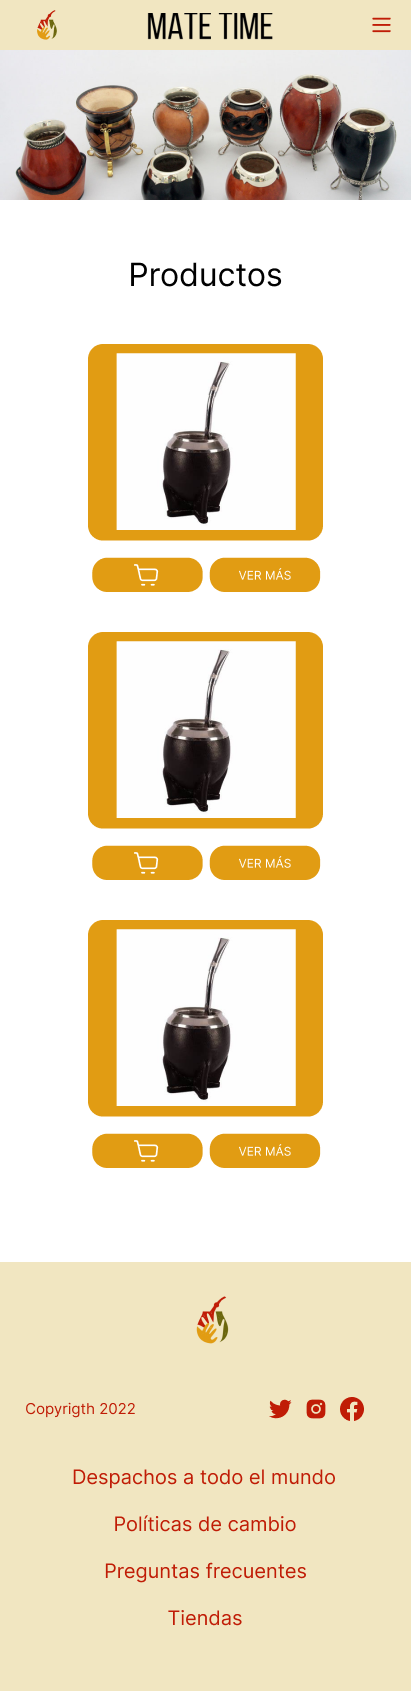 MATE TIME
Productos
VER MÁS
VER MÁS
VER MÁS
Copyrigth 2022
Despachos a todo el mundo
Políticas de cambio
Preguntas frecuentes
Tiendas